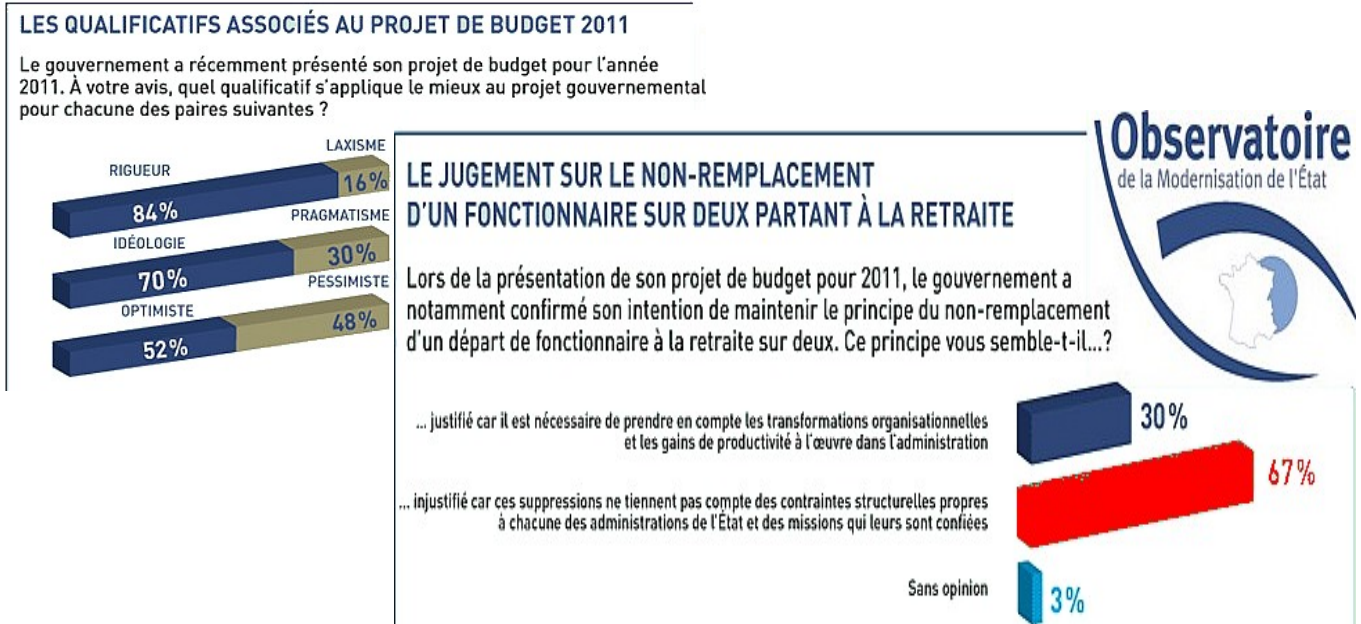 LES QUALIFICATIFS ASSOCIÉS AU PROJET DE BUDGET 2011
Le gouvernement a récemment présenté son projet de budget pour l'année
2011. À votre avis, quel qualificatif s'applique le mieux au projet gouvernemental
pour chacune des paires suivantes ?
RIGUEUR LAXISME
84% 16%
IDÉOLOGIE PRAGMATISME
70% 30%
OPTIMISTE PESSIMISTE
52% 48%
Observatoire
de la Modernisation de l'État
LE JUGEMENT SUR LE NON-REMPLACEMENT
D'UN FONCTIONNAIRE SUR DEUX PARTANT À LA RETRAITE
Lors de la présentation de son projet de budget pour 2011, le gouvernement a
notamment confirmé son intention de maintenir le principe du non-remplacement
d'un départ de fonctionnaire à la retraite sur deux. Ce principe vous semble-t-il...?
... justifié car il est nécessaire de prendre en compte les transformations organisationnelles
et les gains de productivité à l'œuvre dans l'administration
30%
... injustifié car ces suppressions ne tiennent pas compte des contraintes structurelles propres
à chacune des administrations de l'État et des missions qui leurs sont confiées
67%
Sans opinion
3%